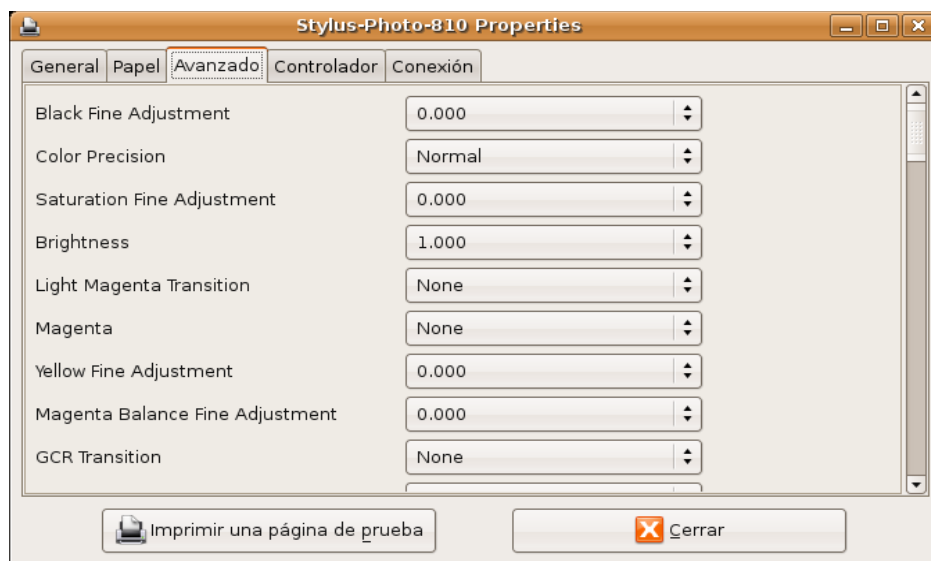 Stylus-Photo-810 Properties
General Papel Avanzado Controlador Conexión
Black Fine Adjustment 0.000
Color Precision Normal
Saturation Fine Adjustment 0.000
Brightness 1.000
Light Magenta Transition None
Magenta None
Yellow Fine Adjustment 0.000
Magenta Balance Fine Adjustment 0.000
GCR Transition None
Imprimir una página de prueba Cerrar